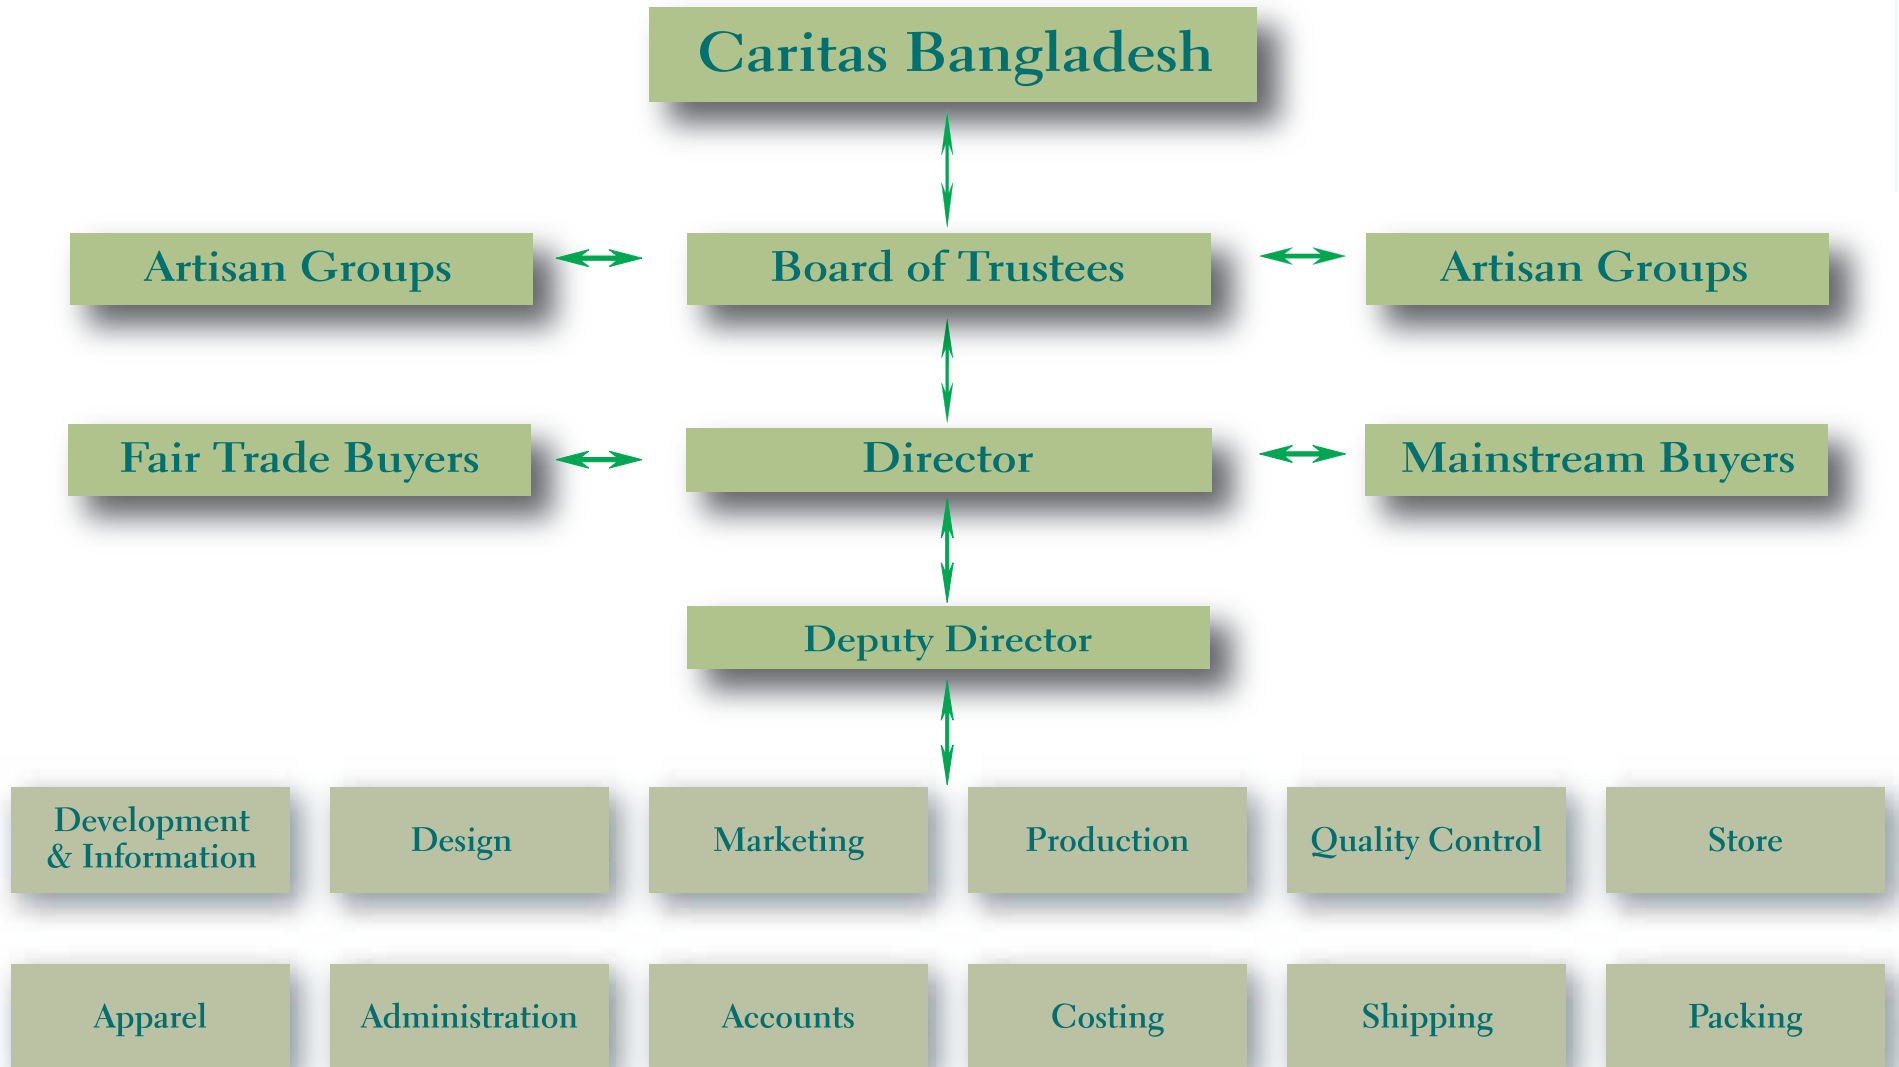 Caritas Bangladesh
Artisan Groups
Board of Trustees
Artisan Groups
Fair Trade Buyers
Director
Mainstream Buyers
Deputy Director
Development
& Information
Design
Marketing
Production
Quality Control
Store
Apparel
Administration
Accounts
Costing
Shipping
Packing